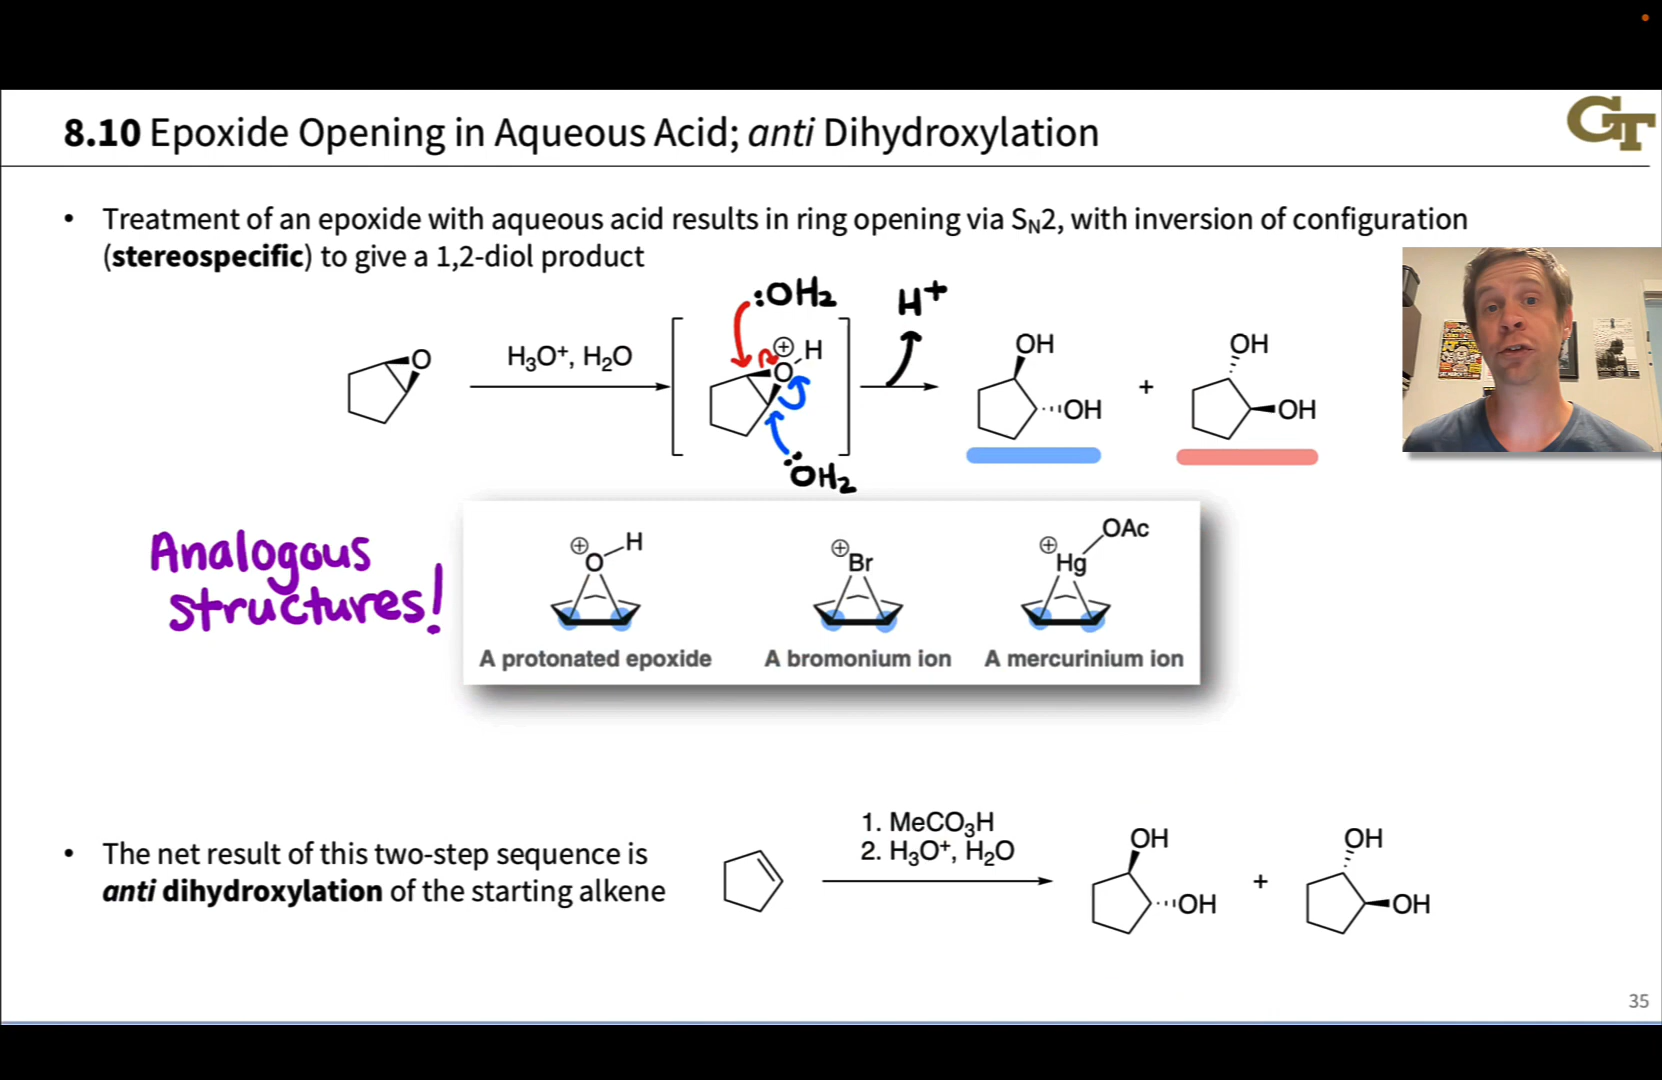 8.10 Epoxide Opening in Aqueous Acid; anti Dihydroxylation
GT
• Treatment of an epoxide with aqueous acid results in ring opening via SN2, with inversion of configuration
(stereospecific) to give a 1,2-diol product
:OH2
H+
O
H3O+, H2O
⊕
H
O
OH
OH
+
OH
OH
:OH2
Analogous
structures!
⊕
O
H
⊕
Br
⊕
Hg
OAc
A protonated epoxide
A bromonium ion
A mercurinium ion
• The net result of this two-step sequence is
anti dihydroxylation of the starting alkene
1. MeCO3H
2. H3O+, H2O
OH
OH
+
OH
OH
35